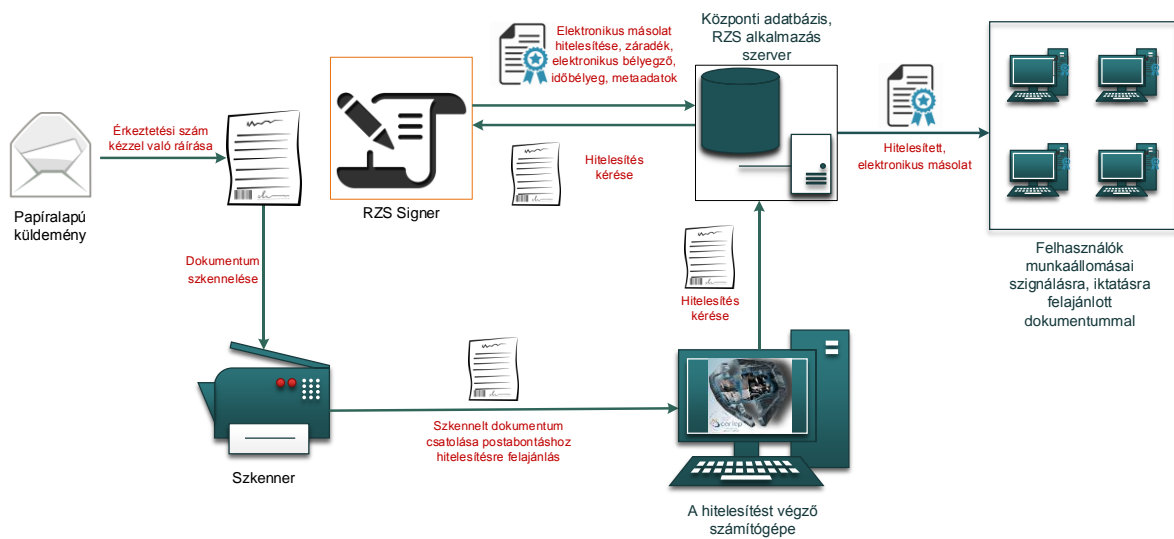 Érkeztetési szám
kézzel való ráírása
Papíralapú
küldemény
Dokumentum
szkennelése
Szkenner
RZS Signer
Elektronikus másolat
hitelesítése, záradék,
elektronikus bélyegző,
időbélyeg, metaadatok
Hitelesítés
kérése
Központi adatbázis,
RZS alkalmazás
szerver
Hitelesített,
elektronikus másolat
Felhasználók
munkaállomásai
szignálásra, iktatásra
felajánlott
dokumentummal
Hitelesítés
kérése
Szkennelt dokumentum
csatolása postabontáshoz
hitelesítésre felajánlás
A hitelesítést végző
számítógépe